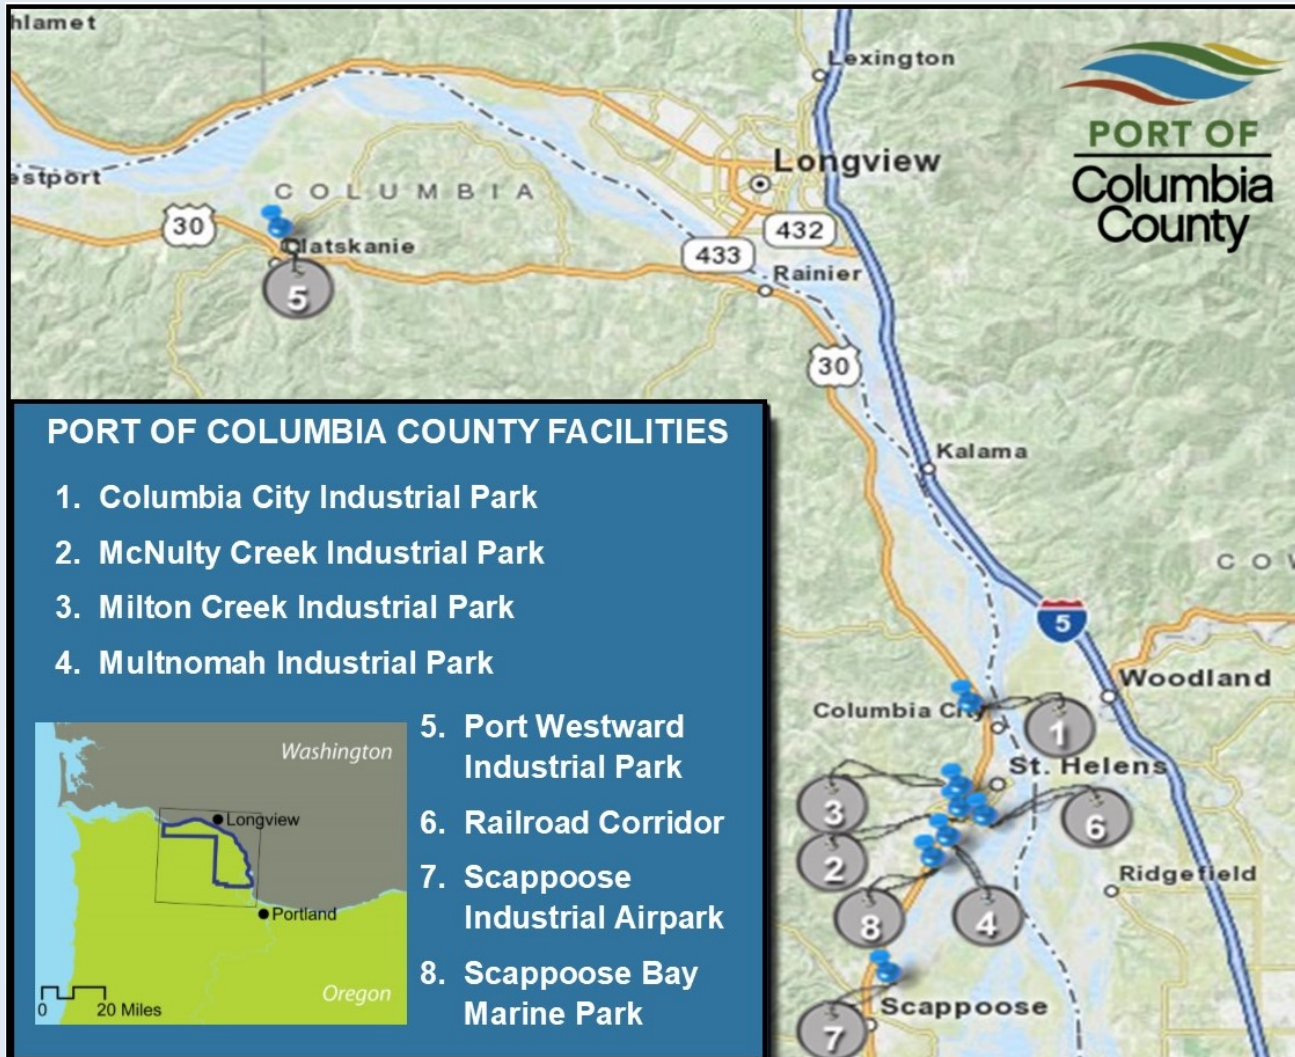 hlamet
Lexington
PORT OF
Columbia
County
Longview
estport
COLUMBIA
30
432
Clatskanie
433
Rainier
5
30
PORT OF COLUMBIA COUNTY FACILITIES
1. Columbia City Industrial Park
2. McNulty Creek Industrial Park
3. Milton Creek Industrial Park
4. Multnomah Industrial Park
5. Port Westward
Industrial Park
6. Railroad Corridor
7. Scappoose
Industrial Airpark
8. Scappoose Bay
Marine Park
Washington
Longview
Portland
Oregon
0 20 Miles
Kalama
COW
5
Woodland
Columbia City
1
St. Helens
3
6
2
Ridgefield
8
4
Scappoose
7